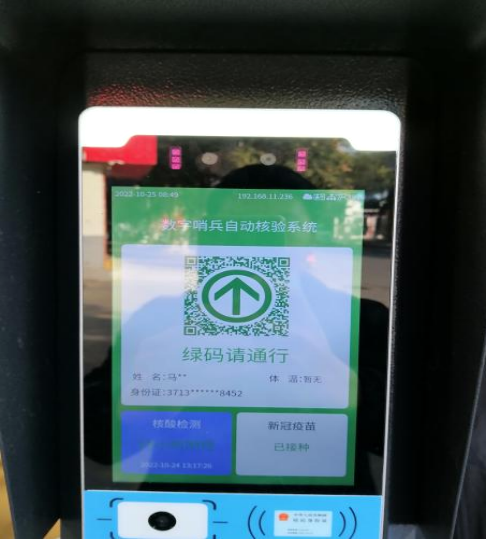 2022-10-25 08:45 192.168.11.236
数字哨兵自动核验系统
绿码请通行
姓 名:马** 体 温:暂无
身份证:3713******8452
核酸检测 新冠疫苗
已接种
2022-10-24 13:17:26